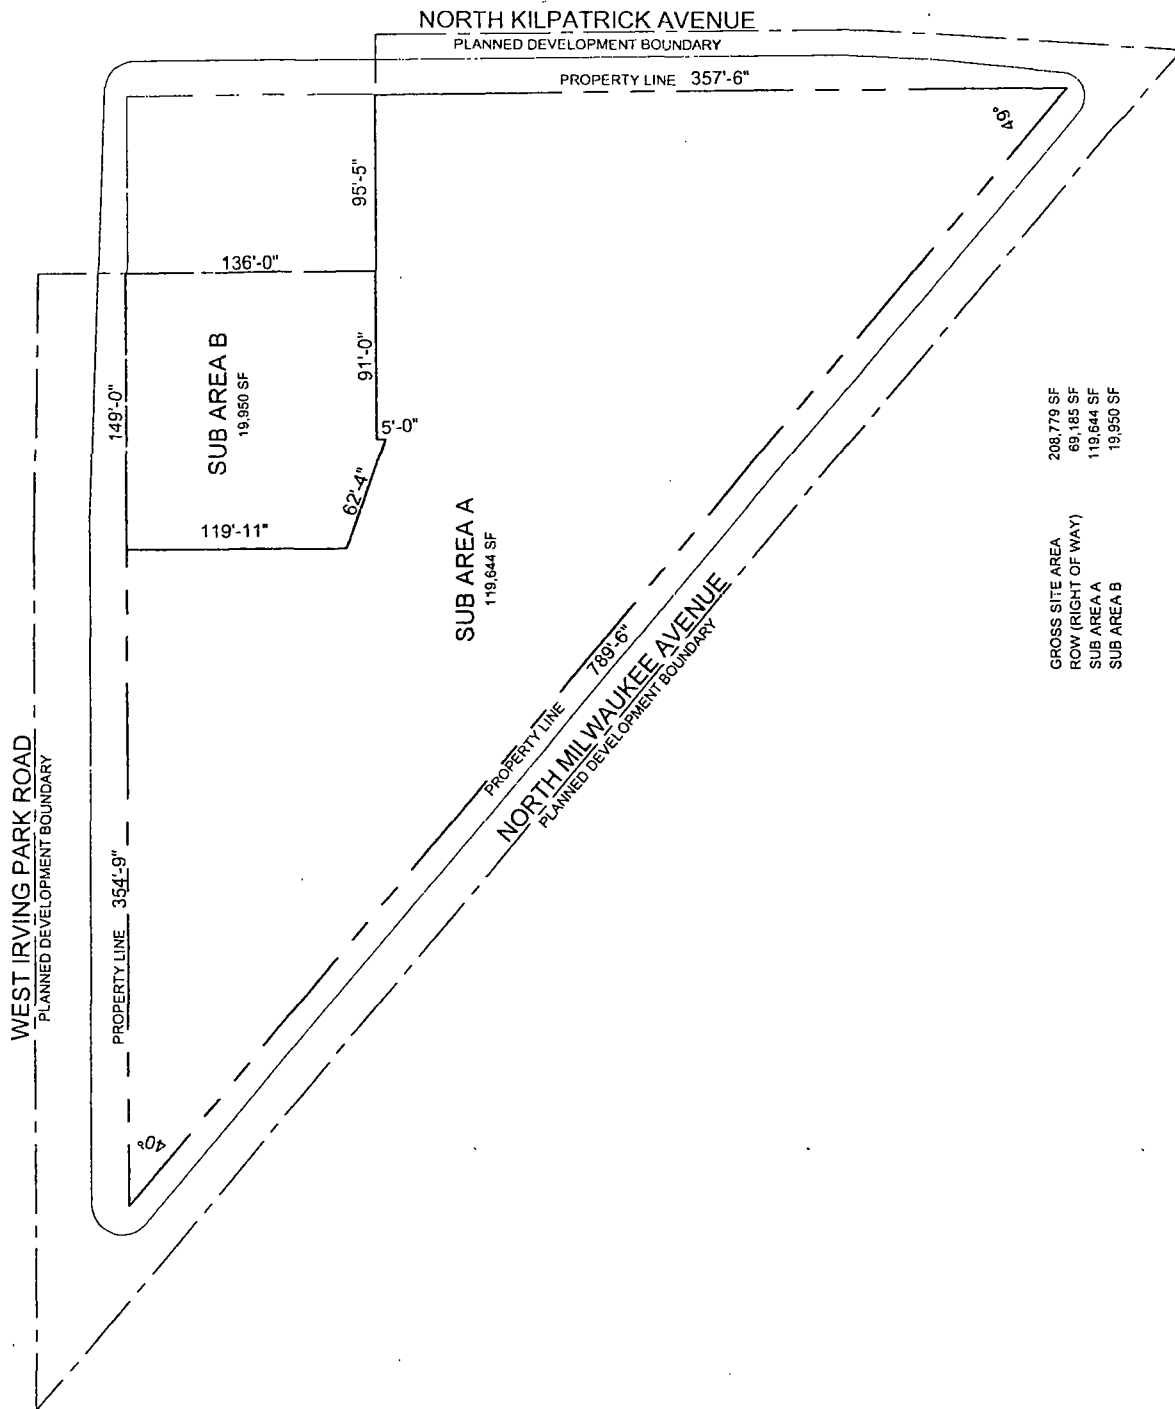 NORTH KILPATRICK AVENUE
PLANNED DEVELOPMENT BOUNDARY
PROPERTY LINE 357'-6"
49°
95'-5"
136'-0"
91'-0"
149'-0"
SUB AREA B
19,950 SF
5'-0"
62'-4"
119'-11"
SUB AREA A
119,644 SF
WEST IRVING PARK ROAD
PLANNED DEVELOPMENT BOUNDARY
PROPERTY LINE 354'-9"
40°
PROPERTY LINE 789'-6"
NORTH MILWAUKEE AVENUE
PLANNED DEVELOPMENT BOUNDARY
GROSS SITE AREA 208,779 SF
ROW (RIGHT OF WAY) 69,185 SF
SUB AREA A 119,644 SF
SUB AREA B 19,950 SF